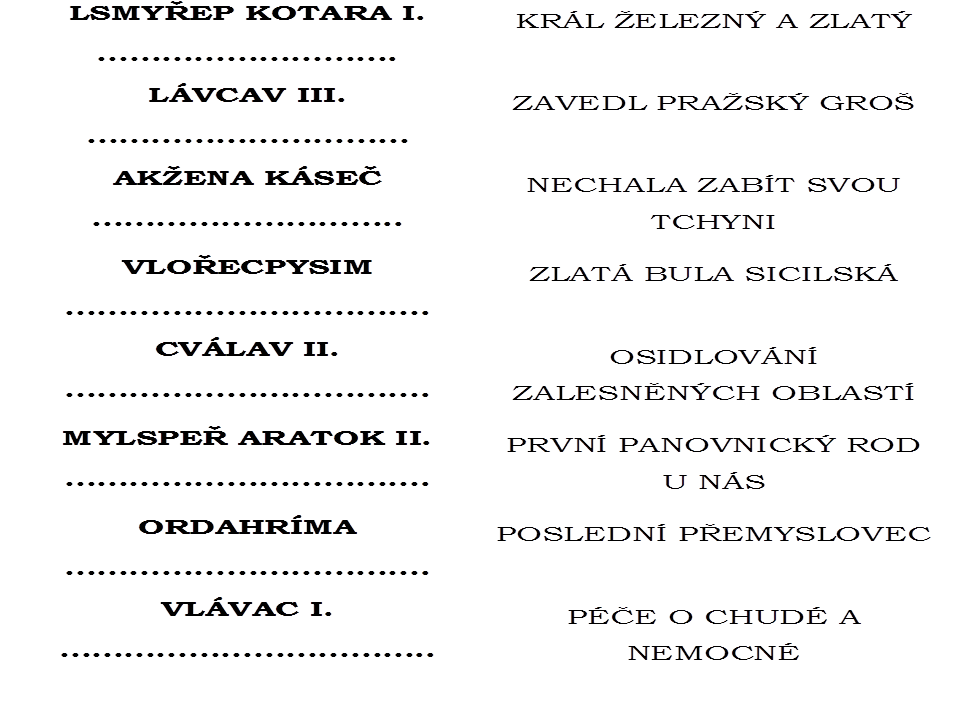 LSMYŘEP KOTARA I.
KRÁL ŽELEZNÝ A ZLATÝ
............................
LÁVCAV III.
ZAVEDL PRAŽSKÝ GROŠ
..............................
AKŽENA KÁSEČ
NECHALA ZABÍT SVOU
TCHYNI
.............................
VLOŘECPYSIM
ZLATÁ BULA SICILSKÁ
..................................
CVÁLAV II.
OSIDLOVÁNÍ
ZALESNĚNÝCH OBLASTÍ
..................................
MYLSPEŘ ARATOK II.
PRVNÍ PANOVNICKÝ ROD
U NÁS
..................................
ORDAHRÍMA
POSLEDNÍ PŘEMYSLOVEC
..................................
VLÁVAC I.
PÉČE O CHUDÉ A
NEMOCNÉ
...................................